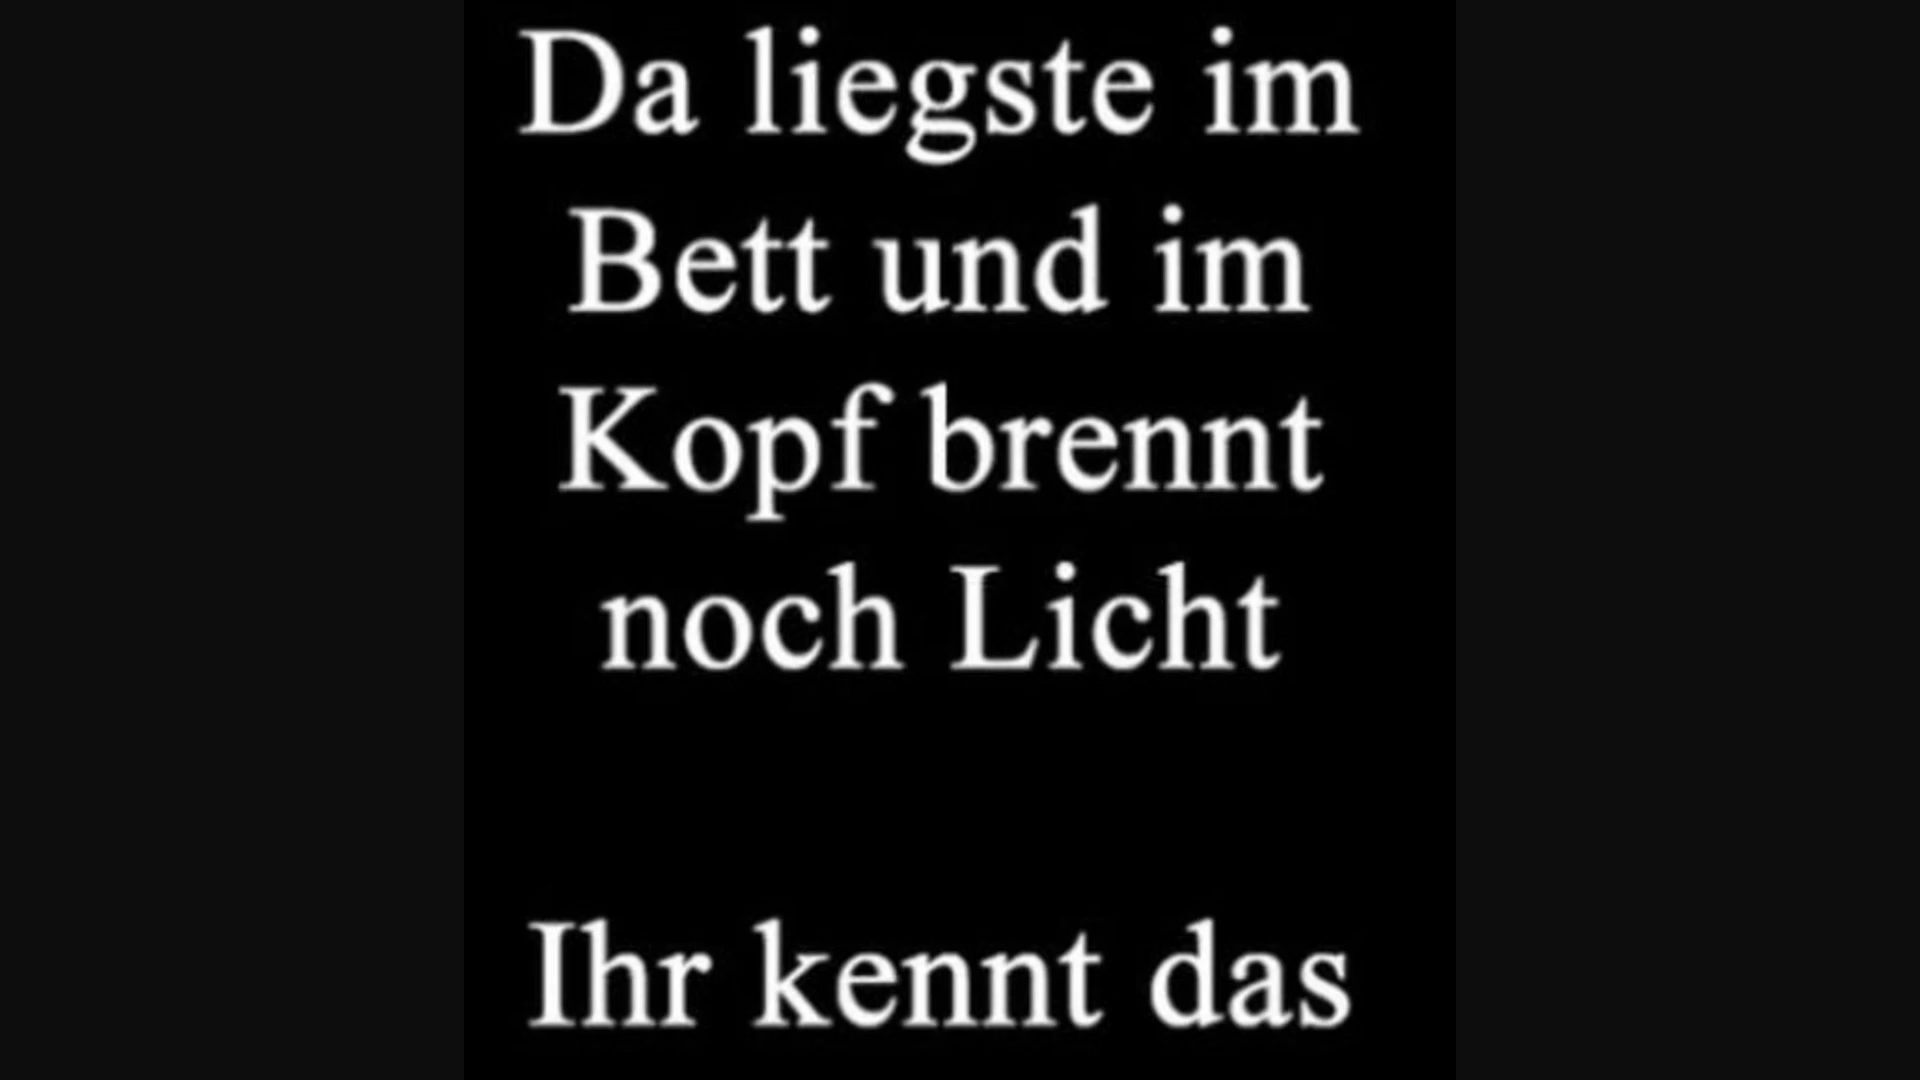 Da liegste im
Bett und im
Kopf brennt
noch Licht
Ihr kennt das